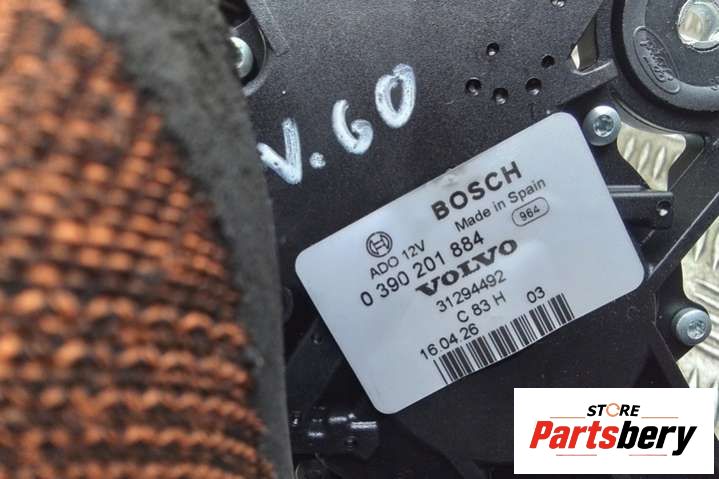 V.60
BOSCH
Made in Spain
964
ADO 12V
0 390 201 884
VOLVO
31294492
C 83 H
16.04.26
03
STORE
Partsbery